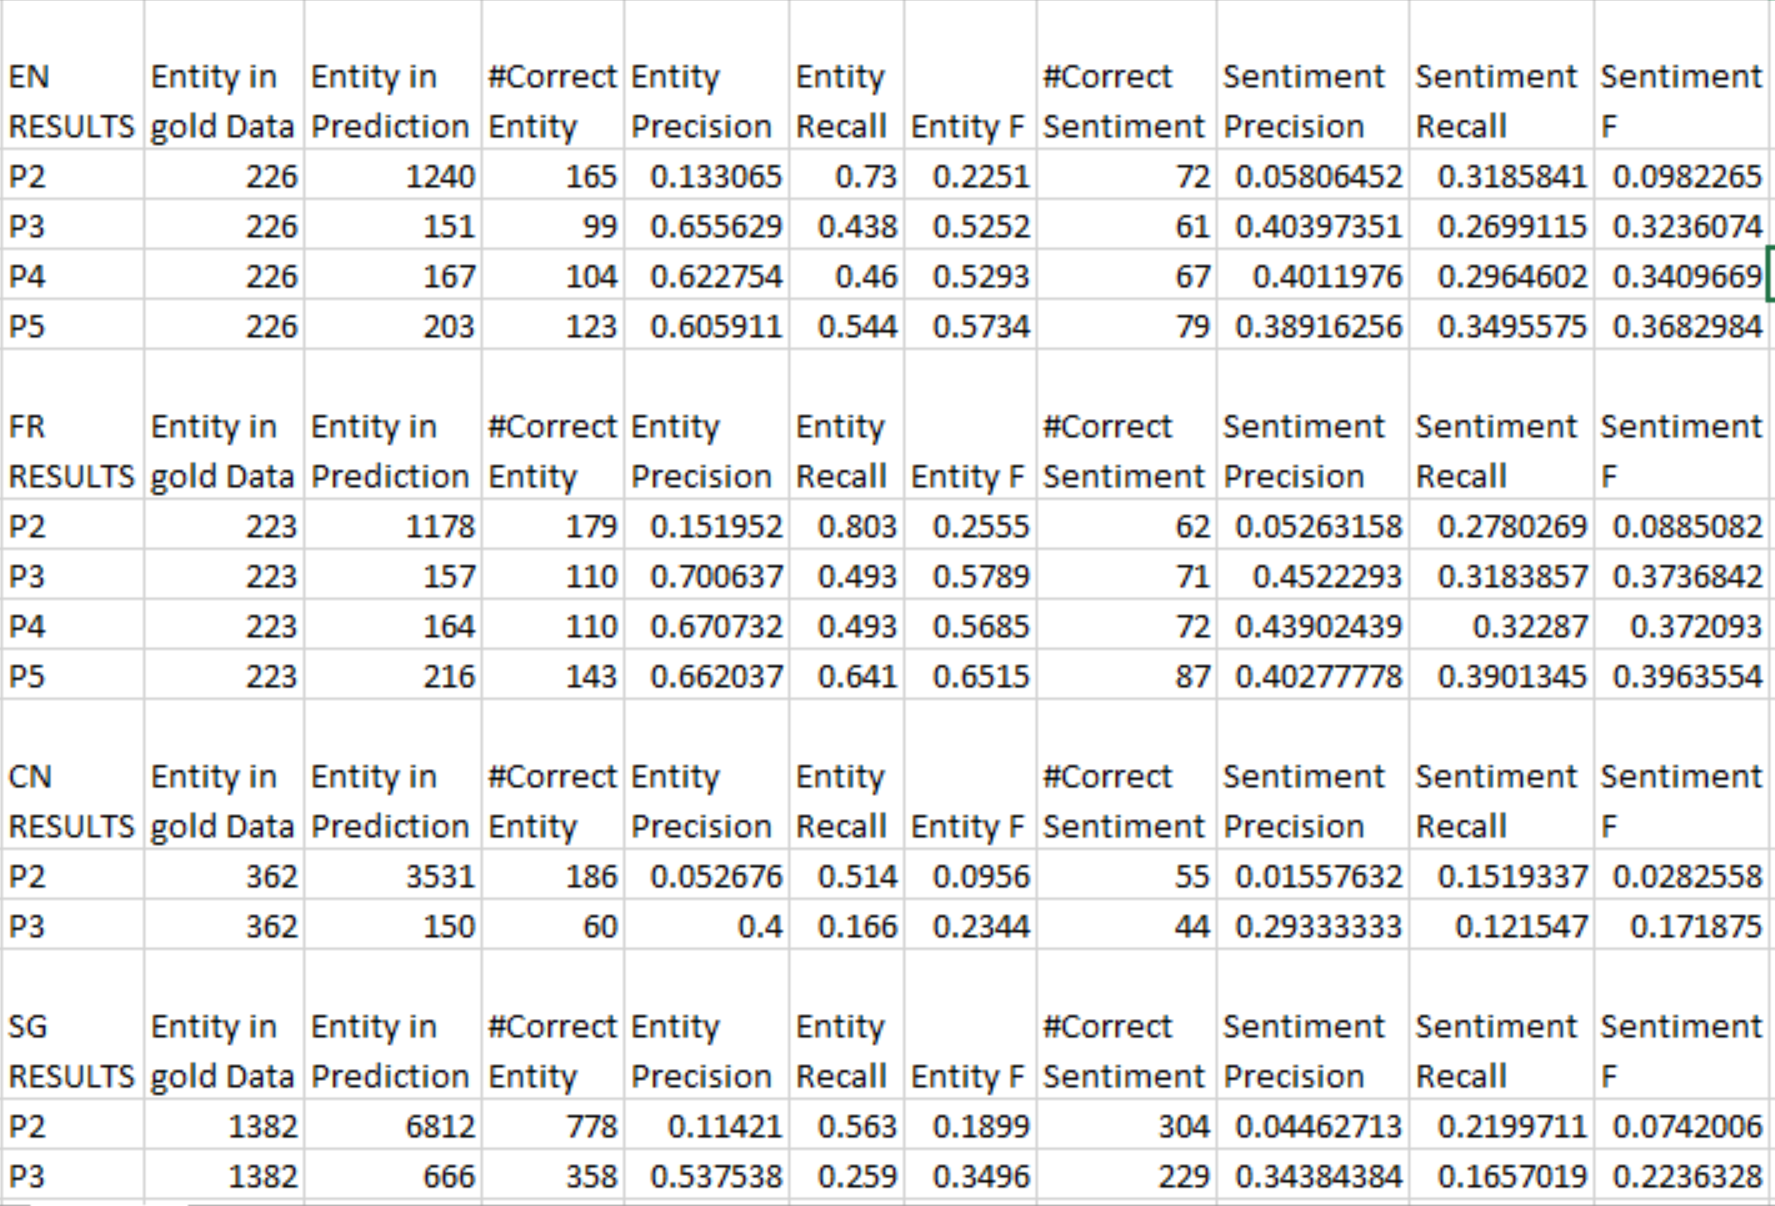 EN RESULTS Entity in gold Data Entity in Prediction #Correct Entity Entity Precision Entity Recall Entity F #Correct Sentiment Sentiment Precision Sentiment Recall Sentiment F
P2 226 1240 165 0.133065 0.73 0.2251 72 0.05806452 0.3185841 0.0982265
P3 226 151 99 0.655629 0.438 0.5252 61 0.40397351 0.2699115 0.3236074
P4 226 167 104 0.622754 0.46 0.5293 67 0.4011976 0.2964602 0.3409669
P5 226 203 123 0.605911 0.544 0.5734 79 0.38916256 0.3495575 0.3682984
FR RESULTS Entity in gold Data Entity in Prediction #Correct Entity Entity Precision Entity Recall Entity F #Correct Sentiment Sentiment Precision Sentiment Recall Sentiment F
P2 223 1178 179 0.151952 0.803 0.2555 62 0.05263158 0.2780269 0.0885082
P3 223 157 110 0.700637 0.493 0.5789 71 0.4522293 0.3183857 0.3736842
P4 223 164 110 0.670732 0.493 0.5685 72 0.43902439 0.32287 0.372093
P5 223 216 143 0.662037 0.641 0.6515 87 0.40277778 0.3901345 0.3963554
CN RESULTS Entity in gold Data Entity in Prediction #Correct Entity Entity Precision Entity Recall Entity F #Correct Sentiment Sentiment Precision Sentiment Recall Sentiment F
P2 362 3531 186 0.052676 0.514 0.0956 55 0.01557632 0.1519337 0.0282558
P3 362 150 60 0.4 0.166 0.2344 44 0.29333333 0.121547 0.171875
SG RESULTS Entity in gold Data Entity in Prediction #Correct Entity Entity Precision Entity Recall Entity F #Correct Sentiment Sentiment Precision Sentiment Recall Sentiment F
P2 1382 6812 778 0.11421 0.563 0.1899 304 0.04462713 0.2199711 0.0742006
P3 1382 666 358 0.537538 0.259 0.3496 229 0.34384384 0.1657019 0.2236328